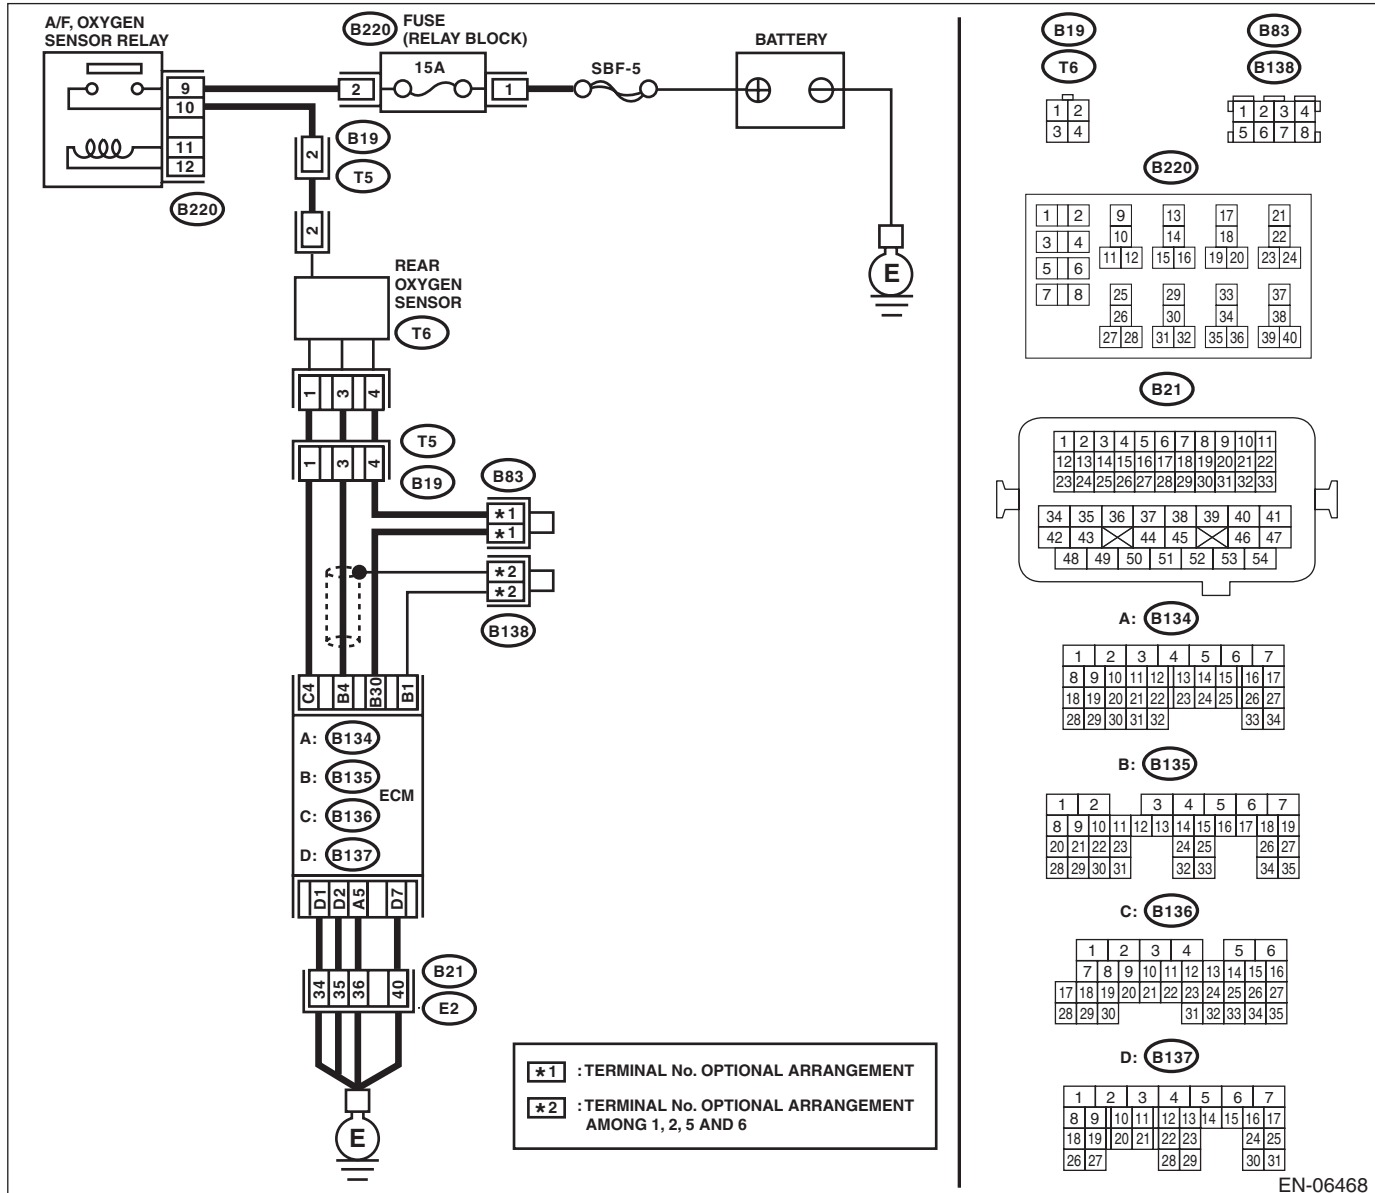 A/F, OXYGEN
SENSOR RELAY
B220
FUSE
(RELAY BLOCK)
15A
SBF-5
BATTERY
9
10
11
12
2
1
B220
2
B19
T5
2
REAR
OXYGEN
SENSOR
T6
E
1 3 4
T5
1 3 4
B19
B83
*1
*1
*2
*2
B138
C4 B4 B30 B1
A: B134
B: B135
ECM
C: B136
D: B137
D1 D2 A5 D7
34 35 36 40
B21
E2
E
*1 : TERMINAL No. OPTIONAL ARRANGEMENT
*2 : TERMINAL No. OPTIONAL ARRANGEMENT
AMONG 1, 2, 5 AND 6
B19
T6
1 2
3 4
B83
B138
1 2 3 4
5 6 7 8
B220
1 2 9 13 17 21
3 4 10 14 18 22
5 6 11 12 15 16 19 20 23 24
7 8 25 29 33 37
26 30 34 38
27 28 31 32 35 36 39 40
B21
1 2 3 4 5 6 7 8 9 10 11
12 13 14 15 16 17 18 19 20 21 22
23 24 25 26 27 28 29 30 31 32 33
34 35 36 37 38 39 40 41
42 43 44 45 46 47
48 49 50 51 52 53 54
A: B134
1 2 3 4 5 6 7
8 9 10 11 12 13 14 15 16 17
18 19 20 21 22 23 24 25 26 27
28 29 30 31 32 33 34
B: B135
1 2 3 4 5 6 7
8 9 10 11 12 13 14 15 16 17 18 19
20 21 22 23 24 25 26 27
28 29 30 31 32 33 34 35
C: B136
1 2 3 4 5 6
7 8 9 10 11 12 13 14 15 16
17 18 19 20 21 22 23 24 25 26 27
28 29 30 31 32 33 34 35
D: B137
1 2 3 4 5 6 7
8 9 10 11 12 13 14 15 16 17
18 19 20 21 22 23 24 25
26 27 28 29 30 31
EN-06468